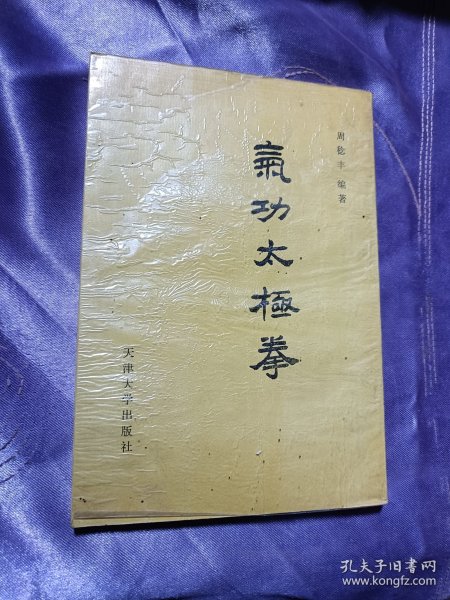 周稔丰 编著
氣功太極拳
天津大学出版社
孔夫子旧书网
www.kongfz.com